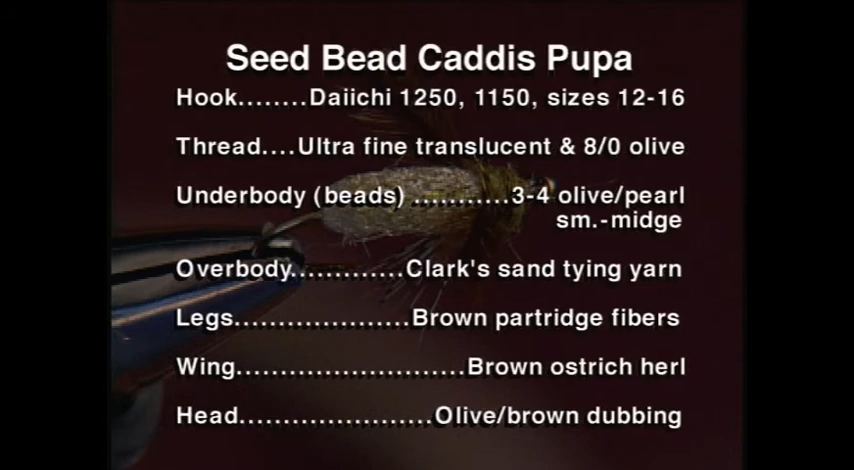 Seed Bead Caddis Pupa
Hook........Daiichi 1250, 1150, sizes 12-16
Thread....Ultra fine translucent & 8/0 olive
Underbody (beads) ...........3-4 olive/pearl
sm.-midge
Overbody.............Clark's sand tying yarn
Legs.....................Brown partridge fibers
Wing...........................Brown ostrich herl
Head.......................Olive/brown dubbing